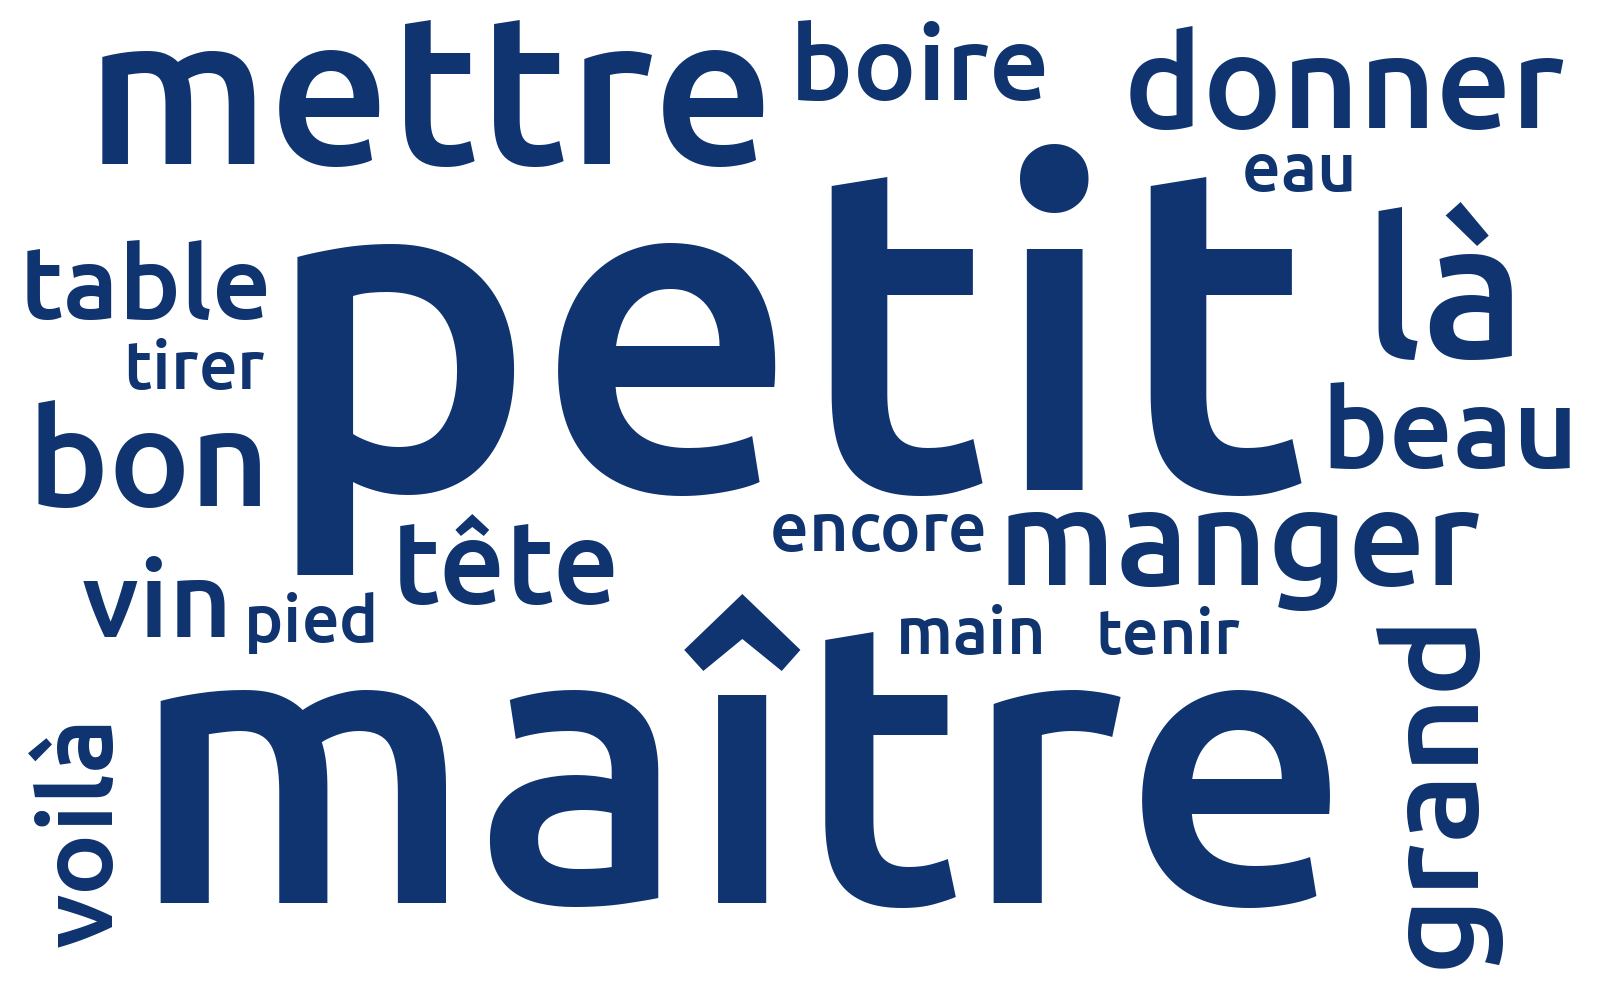 mettre
boire
donner
eau
petit
là
table
tirer
bon
beau
encore
manger
tête
vin
pied
main
tenir
maître
voilà
grand